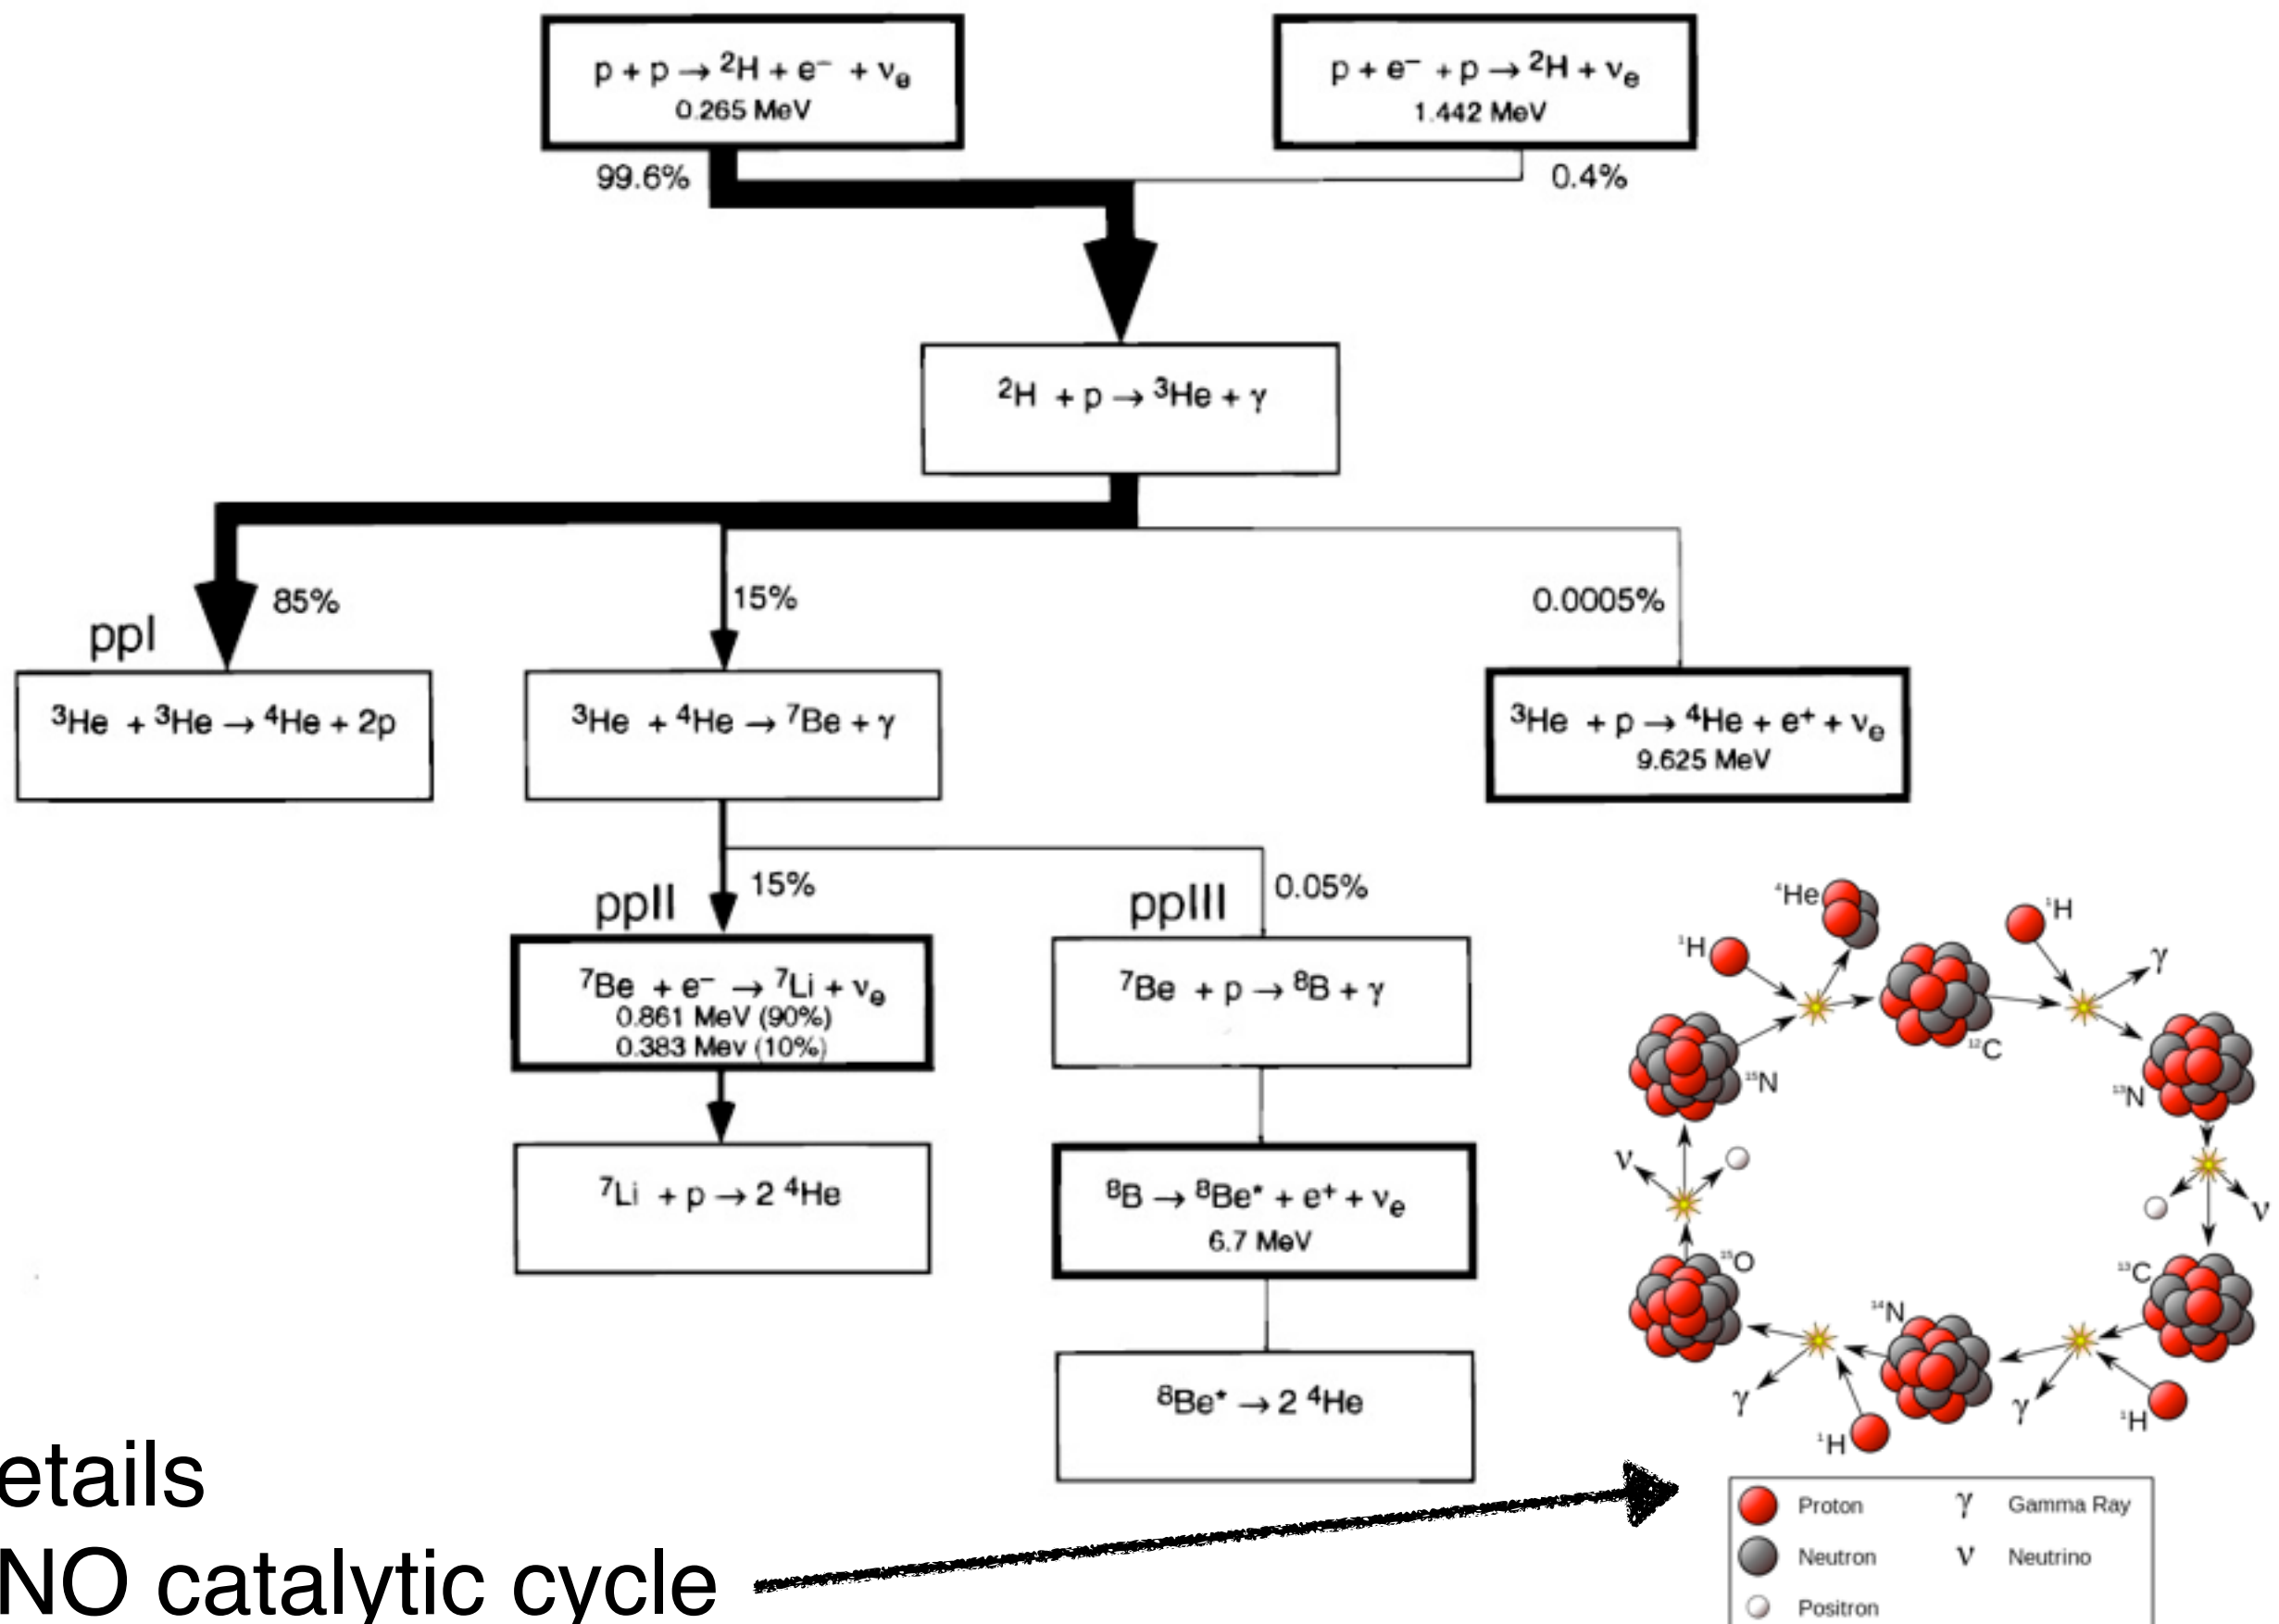 p + p → ²H + e⁻ + νₑ
0.265 MeV
p + e⁻ + p → ²H + νₑ
1.442 MeV
99.6%
0.4%
²H + p → ³He + γ
85%
15%
0.0005%
ppI
³He + ³He → ⁴He + 2p
³He + ⁴He → ⁷Be + γ
³He + p → ⁴He + e⁺ + νₑ
9.625 MeV
15%
0.05%
ppII
ppIII
⁷Be + e⁻ → ⁷Li + νₑ
0.861 MeV (90%)
0.383 Mev (10%)
⁷Be + p → ⁸B + γ
⁷Li + p → 2 ⁴He
⁸B → ⁸Be* + e⁺ + νₑ
6.7 MeV
⁸Be* → 2 ⁴He
⁴He
¹H
¹H
γ
¹²C
¹⁵N
¹³N
ν
ν
¹⁵O
¹³C
¹⁴N
γ
γ
¹H
¹H
etails
NO catalytic cycle
Proton
γ Gamma Ray
Neutron
ν Neutrino
Positron